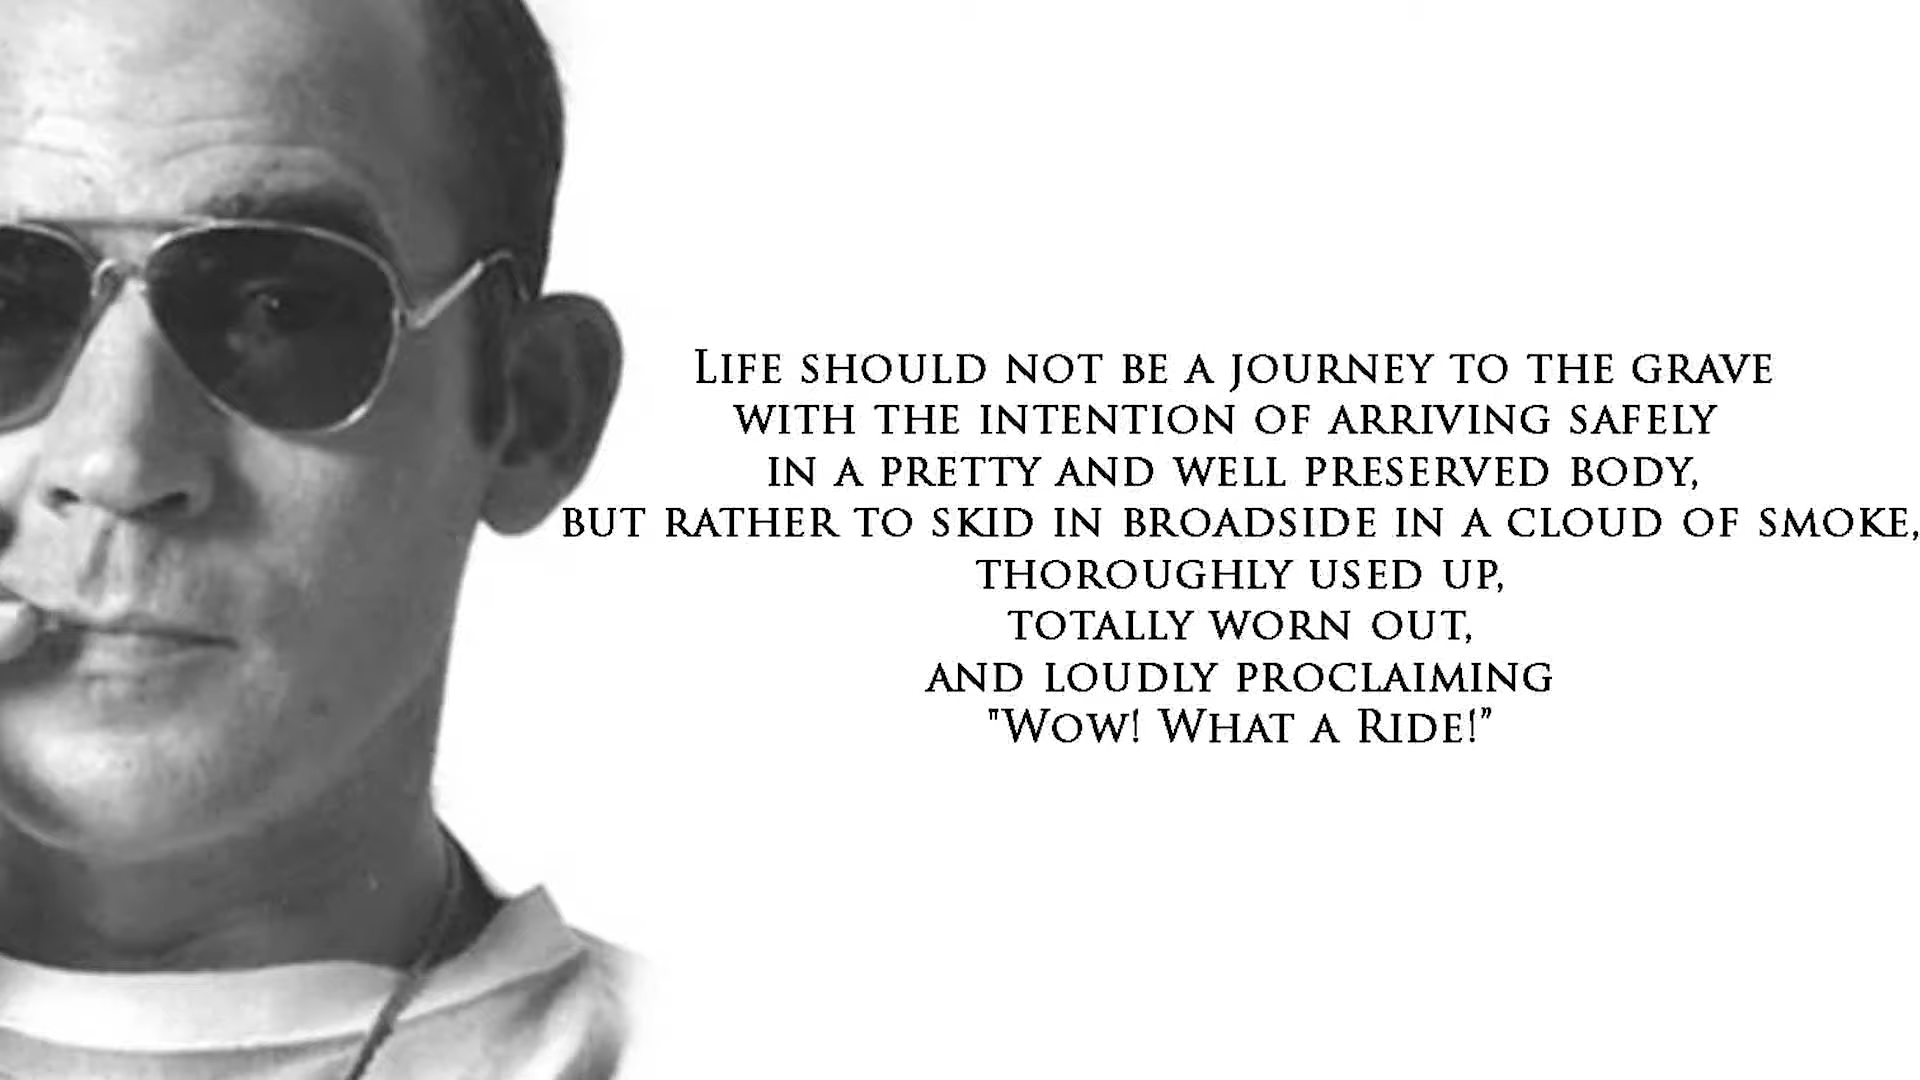 Life should not be a journey to the grave
with the intention of arriving safely
in a pretty and well preserved body,
but rather to skid in broadside in a cloud of smoke,
thoroughly used up,
totally worn out,
and loudly proclaiming
"Wow! What a Ride!”